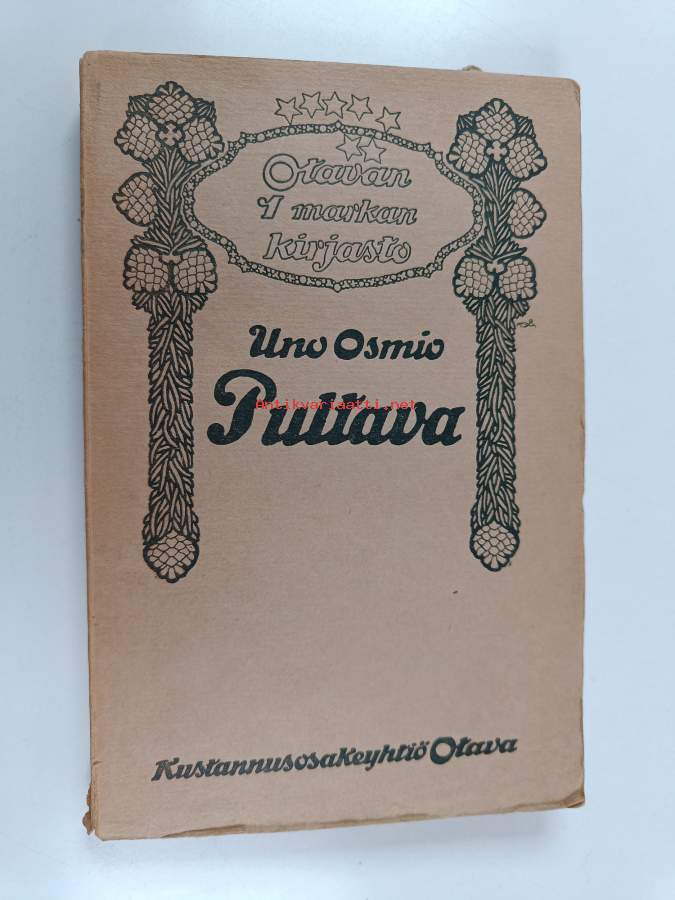 Otavan
1 markan
kirjasto
Uno Osmio
Pultava
Antikvariaatti.net
Kustannusosakeyhtiö Otava